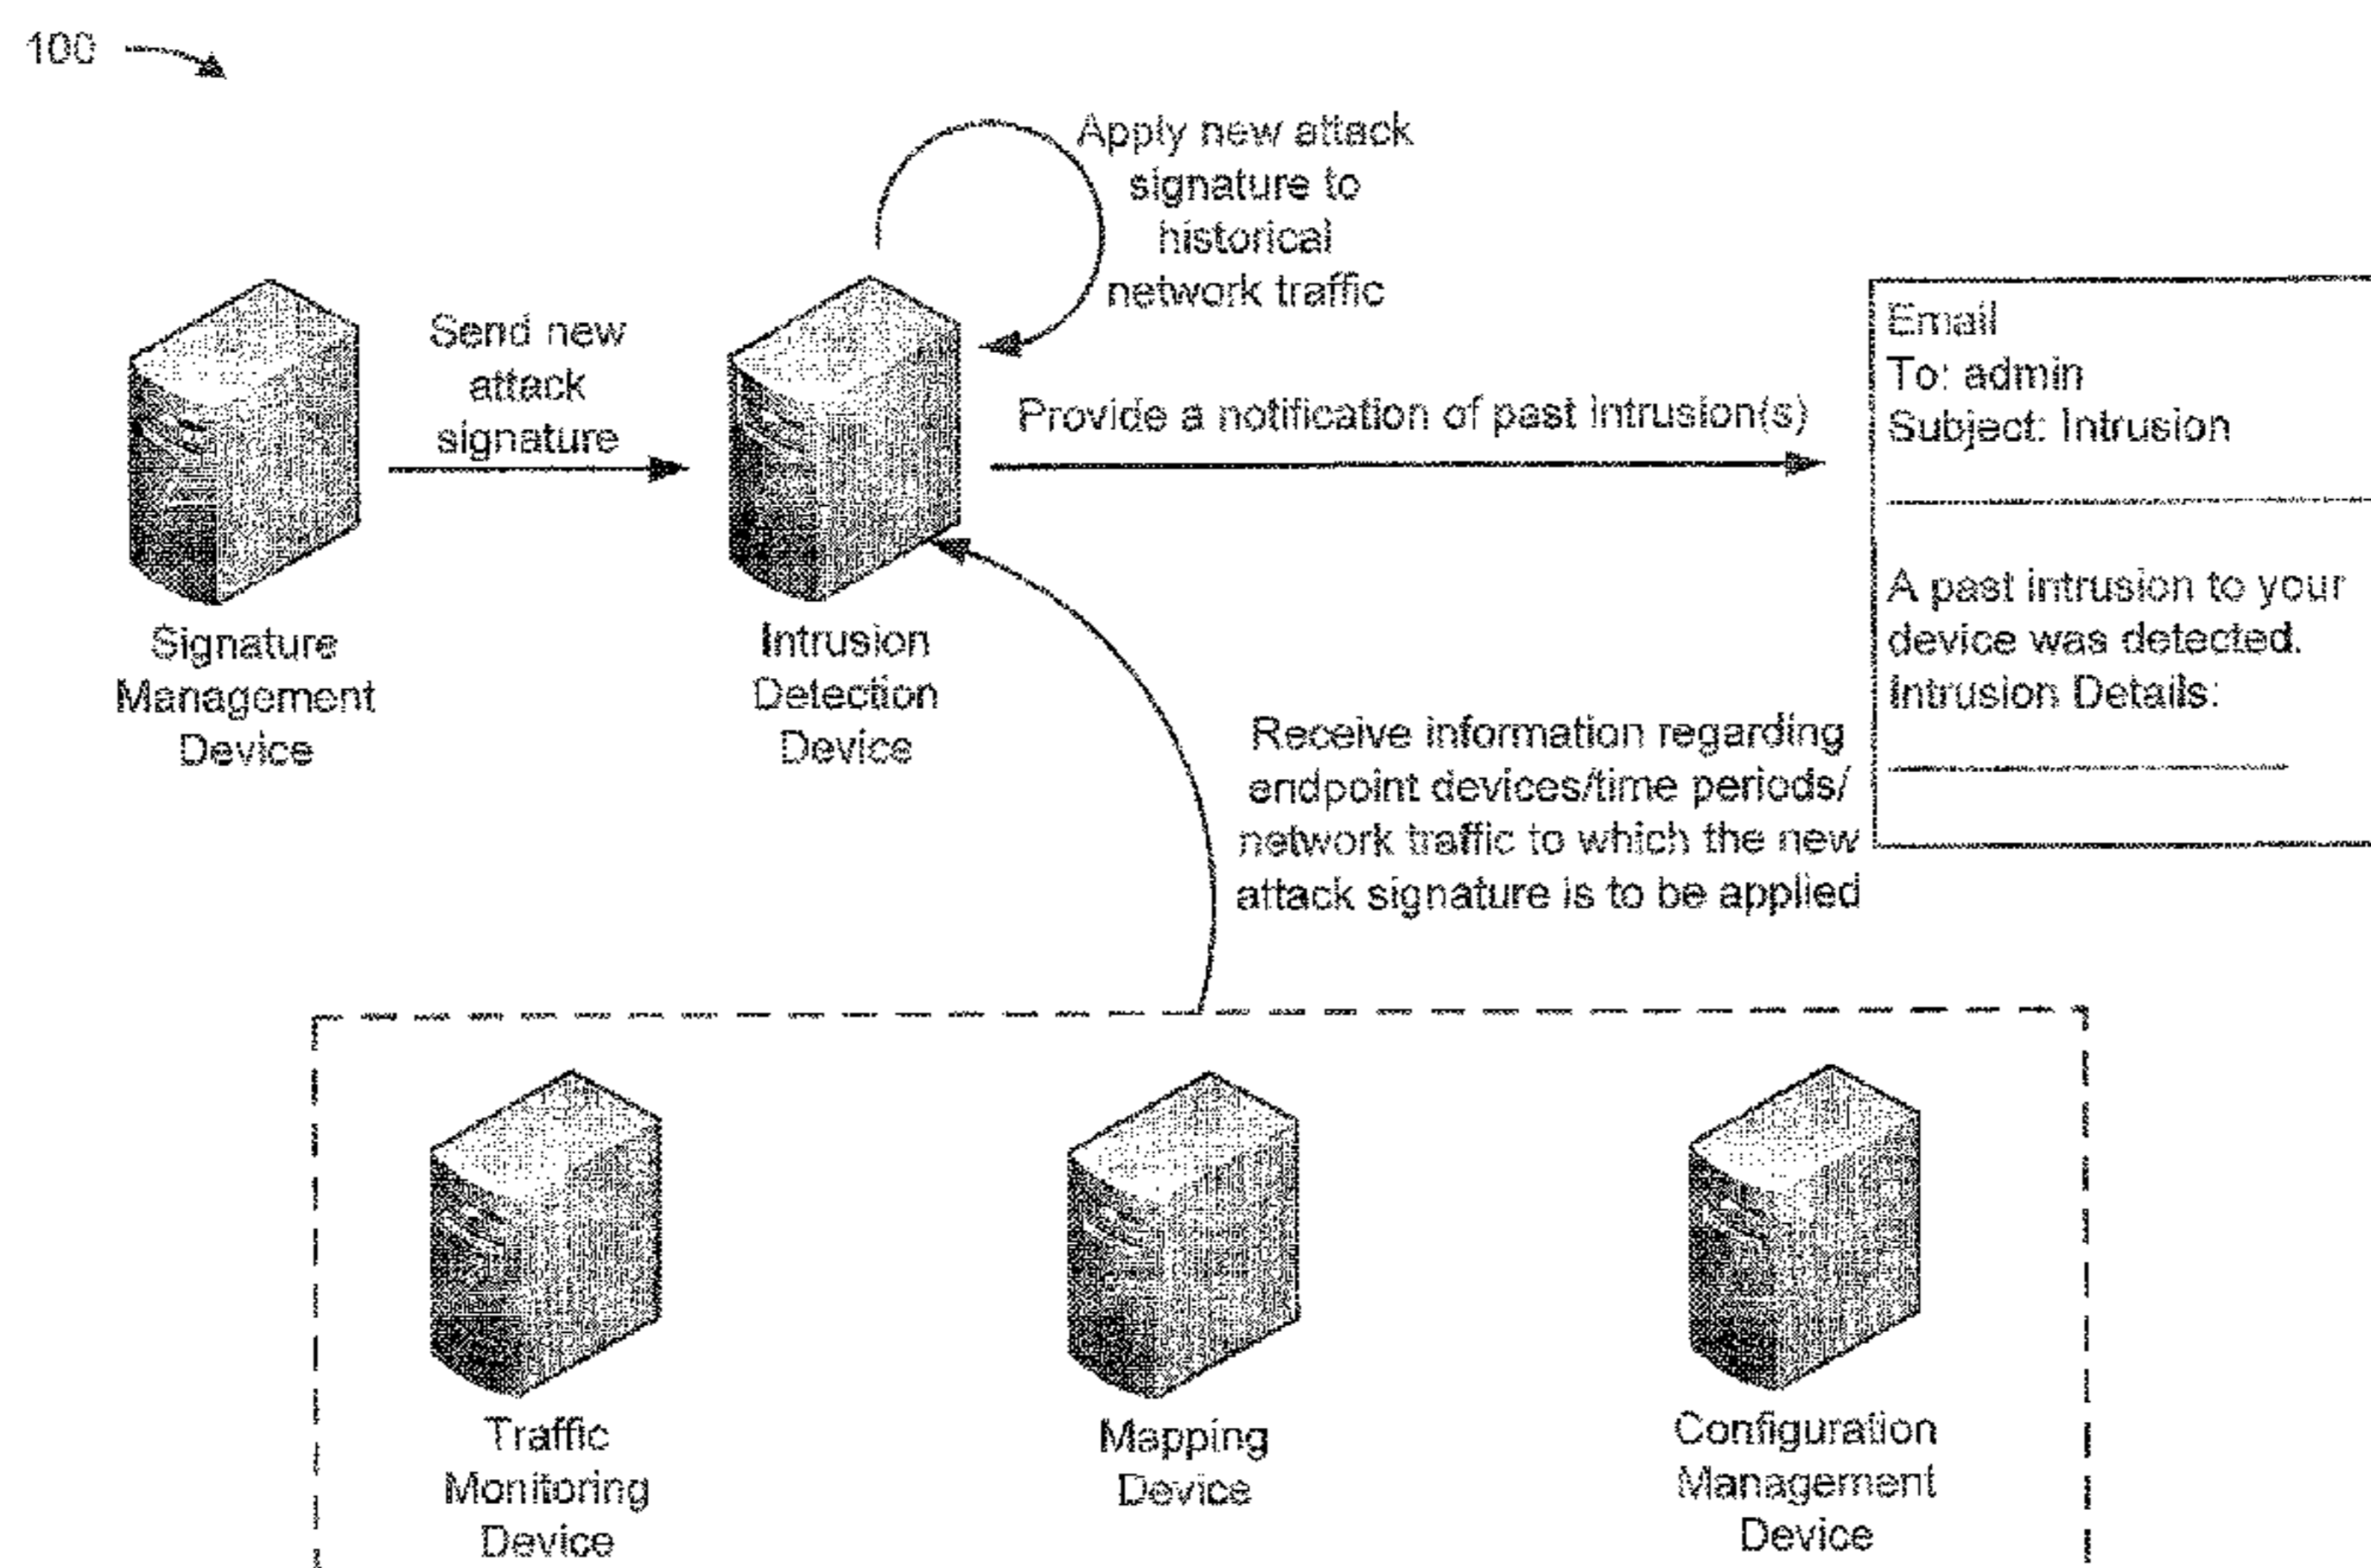 100
Apply new attack
signature to
historical
network traffic
Send new
attack
signature
Provide a notification of past intrusion(s)
Email
To: admin
Subject: Intrusion
A past intrusion to your
device was detected.
Intrusion Details:
Signature
Management
Device
Intrusion
Detection
Device
Receive information regarding
endpoint devices/time periods/
network traffic to which the new
attack signature is to be applied
Traffic
Monitoring
Device
Mapping
Device
Configuration
Management
Device